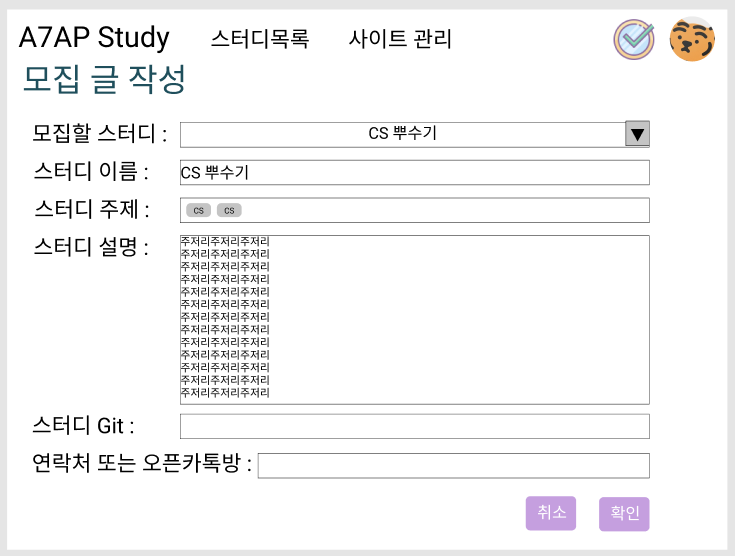 A7AP Study 스터디목록 사이트 관리
모집 글 작성
모집할 스터디 : CS 뿌수기 ▼
스터디 이름 : CS 뿌수기
스터디 주제 : cs cs
스터디 설명 : 주저리주저리주저리
주저리주저리주저리
주저리주저리주저리
주저리주저리주저리
주저리주저리주저리
주저리주저리주저리
주저리주저리주저리
주저리주저리주저리
주저리주저리주저리
주저리주저리주저리
주저리주저리주저리
주저리주저리주저리
주저리주저리주저리
스터디 Git :
연락처 또는 오픈카톡방 :
취소 확인